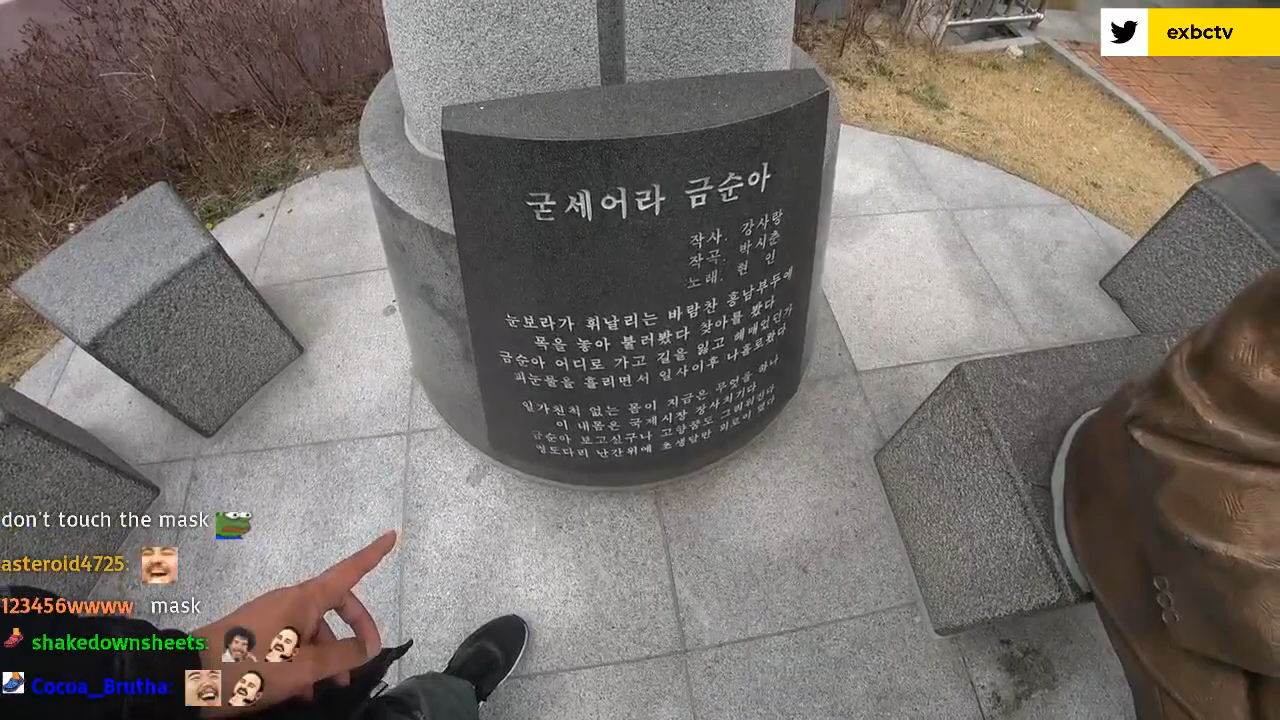 exbctv
굳세어라 금순아
작사. 강사랑
작곡. 박시춘
노래. 현 인
눈보라가 휘날리는 바람찬 흥남부두에
목을 놓아 불러봤다 찾아를 봤다
금순아 어디로 가고 길을 잃고 헤매였던가
피눈물을 흘리면서 일사이후 나홀로왔다
일가친척 없는 몸이 지금은 무엇을 하나
이 내몸은 국제시장 장사치기다
금순아 보고싶구나 고향꿈도 그리워진다
영도다리 난간위에 초생달만 외로이 떴다
don't touch the mask
asteroid4725:
123456wwww mask
shakedownsheets:
Cocoa__Brutha: